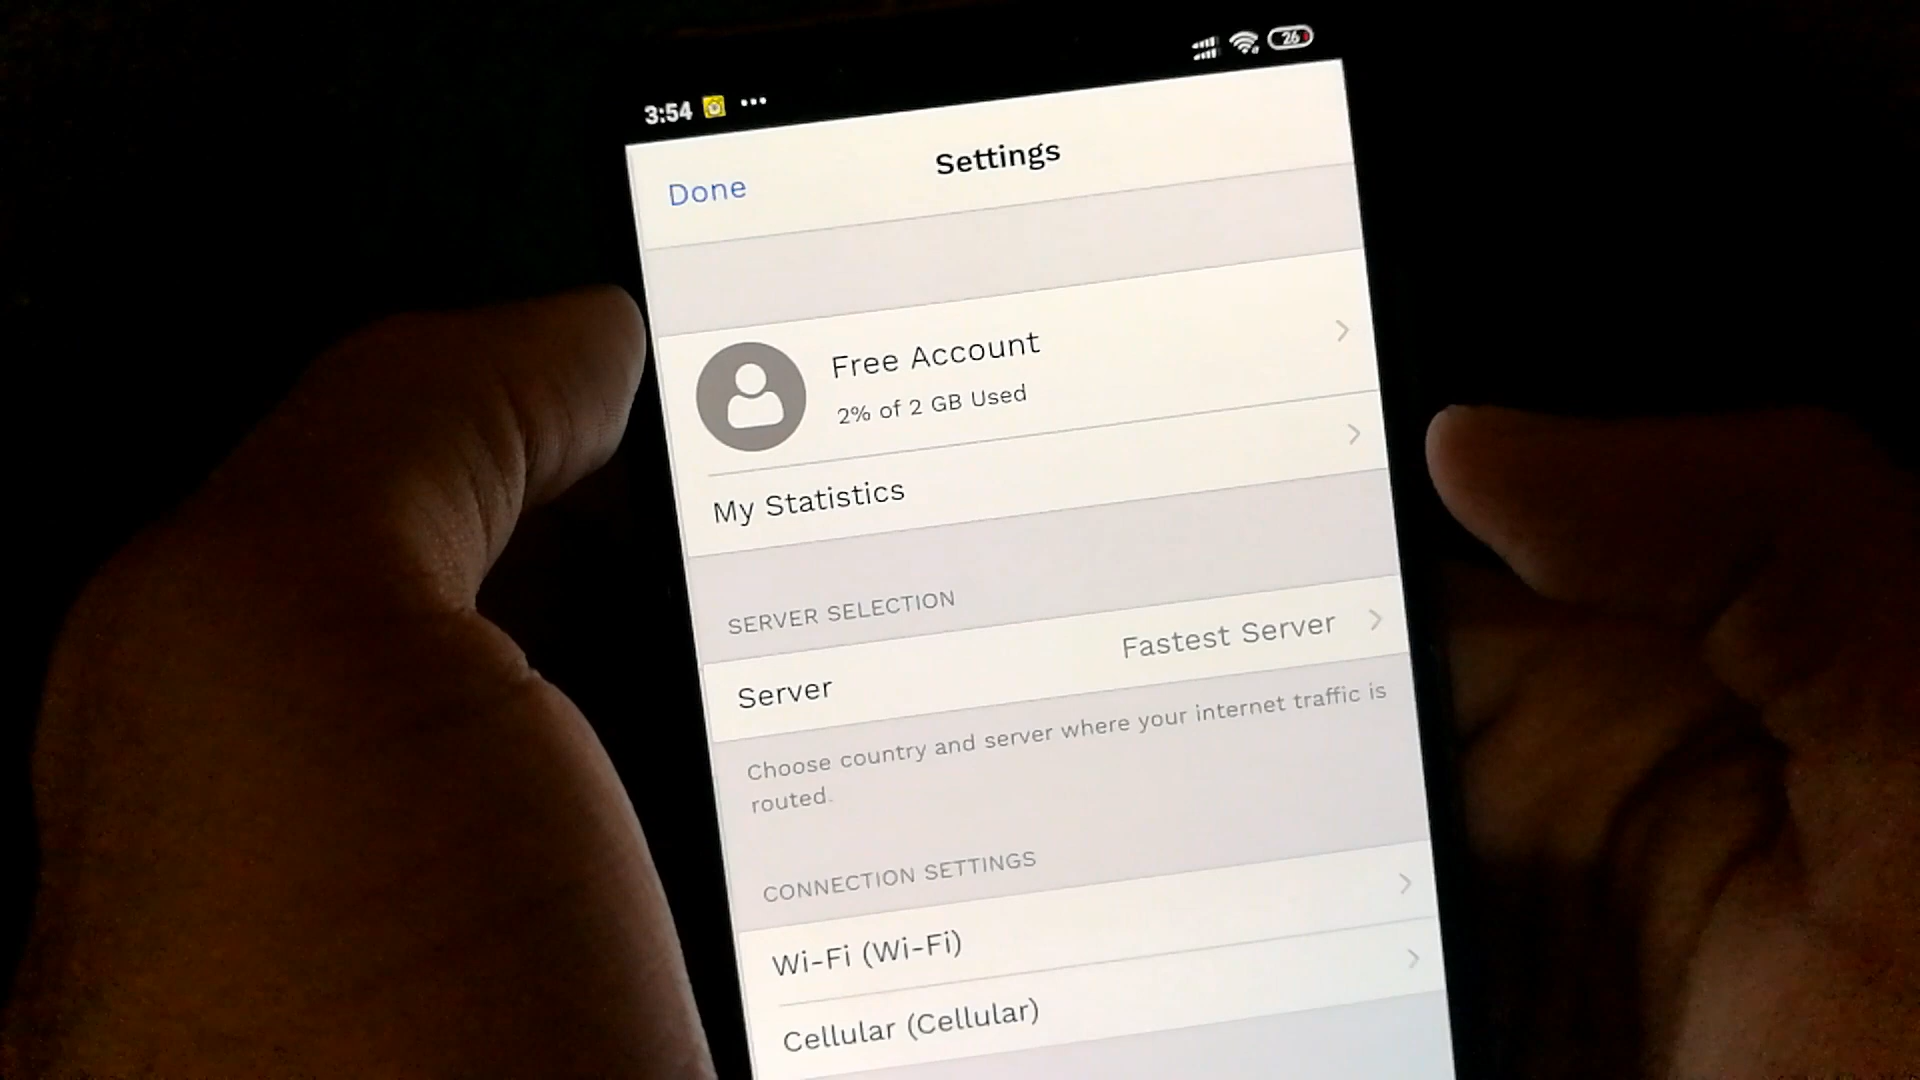 3:54 ... 26
Done Settings
Free Account
2% of 2 GB Used
My Statistics
SERVER SELECTION
Server Fastest Server
Choose country and server where your internet traffic is
routed.
CONNECTION SETTINGS
Wi-Fi (Wi-Fi)
Cellular (Cellular)